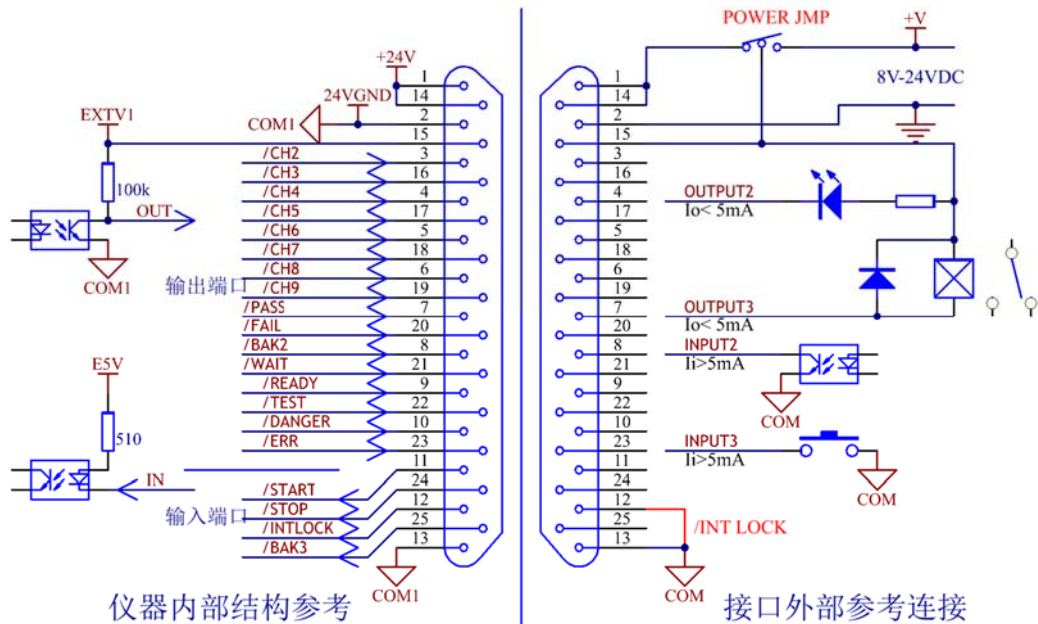 +24V
24VGND
COM1
EXTV1
100k
OUT
COM1
输出端口
E5V
510
IN
输入端口
1
14
2
15
/CH2 3
/CH3 16
/CH4 4
/CH5 17
/CH6 5
/CH7 18
/CH8 6
/CH9 19
/PASS 7
/FAIL 20
/BAK2 8
/WAIT 21
/READY 9
/TEST 22
/DANGER 10
/ERR 23
11
/START 24
/STOP 12
/INTLOCK 25
/BAK3 13
COM1
仪器内部结构参考
POWER JMP
+V
8V-24VDC
1
14
2
15
3
16
4
17
5
18
6
19
7
20
8
21
9
22
10
23
11
24
12
25
13
OUTPUT2
Io< 5mA
OUTPUT3
Io< 5mA
INPUT2
Ii>5mA
COM
INPUT3
Ii>5mA
COM
/INT LOCK
COM
接口外部参考连接